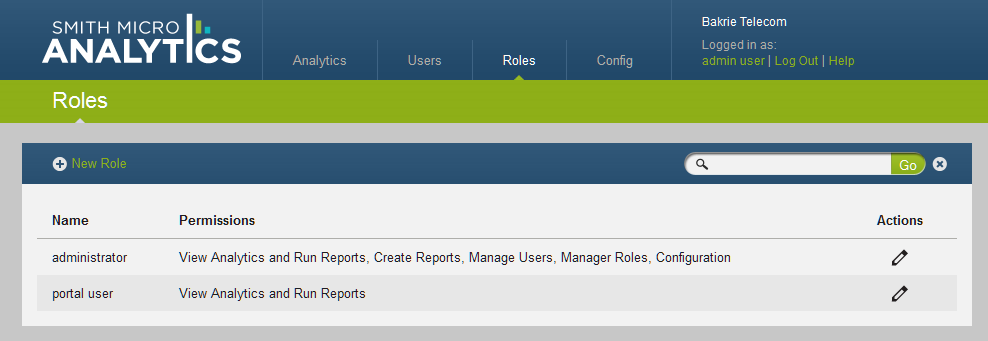 SMITH MICRO
ANALYTICS
Bakrie Telecom
Logged in as:
admin user | Log Out | Help
Analytics Users Roles Config
Roles
New Role
Go
Name Permissions Actions
administrator View Analytics and Run Reports, Create Reports, Manage Users, Manager Roles, Configuration
portal user View Analytics and Run Reports